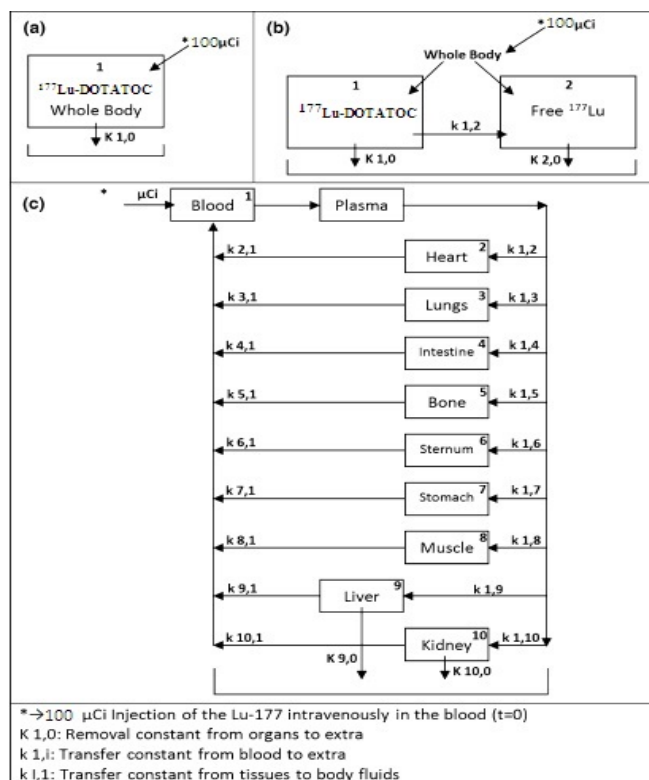 (a)
* 100μCi
1
¹⁷⁷Lu-DOTATOC
Whole Body
K 1,0
(b)
* 100μCi
Whole Body
1
¹⁷⁷Lu-DOTATOC
k 1,2
2
Free ¹⁷⁷Lu
K 1,0
K 2,0
(c)
* μCi
Blood 1
Plasma
k 2,1
Heart 2
k 1,2
k 3,1
Lungs 3
k 1,3
k 4,1
Intestine 4
k 1,4
k 5,1
Bone 5
k 1,5
k 6,1
Sternum 6
k 1,6
k 7,1
Stomach 7
k 1,7
k 8,1
Muscle 8
k 1,8
k 9,1
Liver 9
k 1,9
k 10,1
Kidney 10
k 1,10
K 9,0
K 10,0
*→100 μCi Injection of the Lu-177 intravenously in the blood (t=0)
K 1,0: Removal constant from organs to extra
k 1,i: Transfer constant from blood to extra
k I,1: Transfer constant from tissues to body fluids